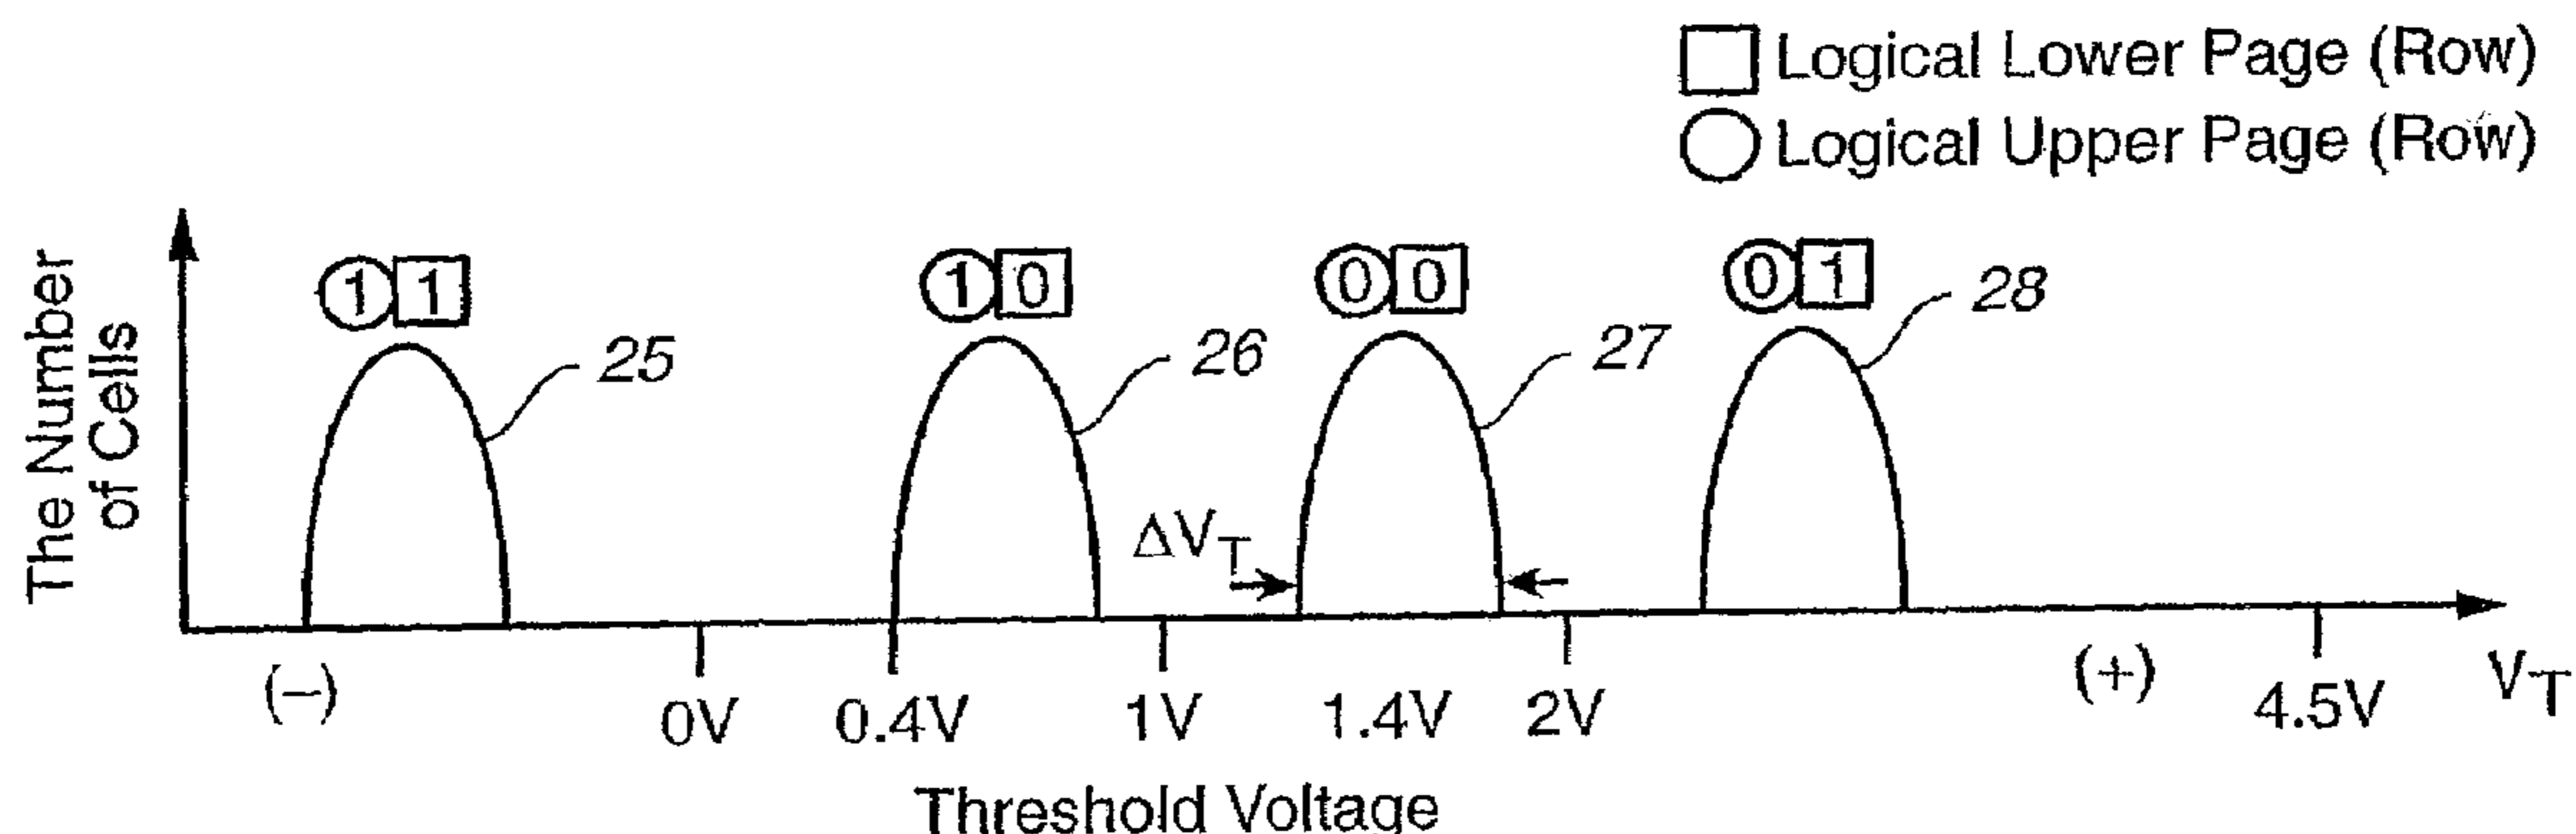 Logical Lower Page (Row)
Logical Upper Page (Row)
The Number
of Cells
1 1
1 0
0 0
0 1
25
26
27
28
ΔVT
(–)
0V
0.4V
1V
1.4V
2V
(+)
4.5V
VT
Threshold Voltage